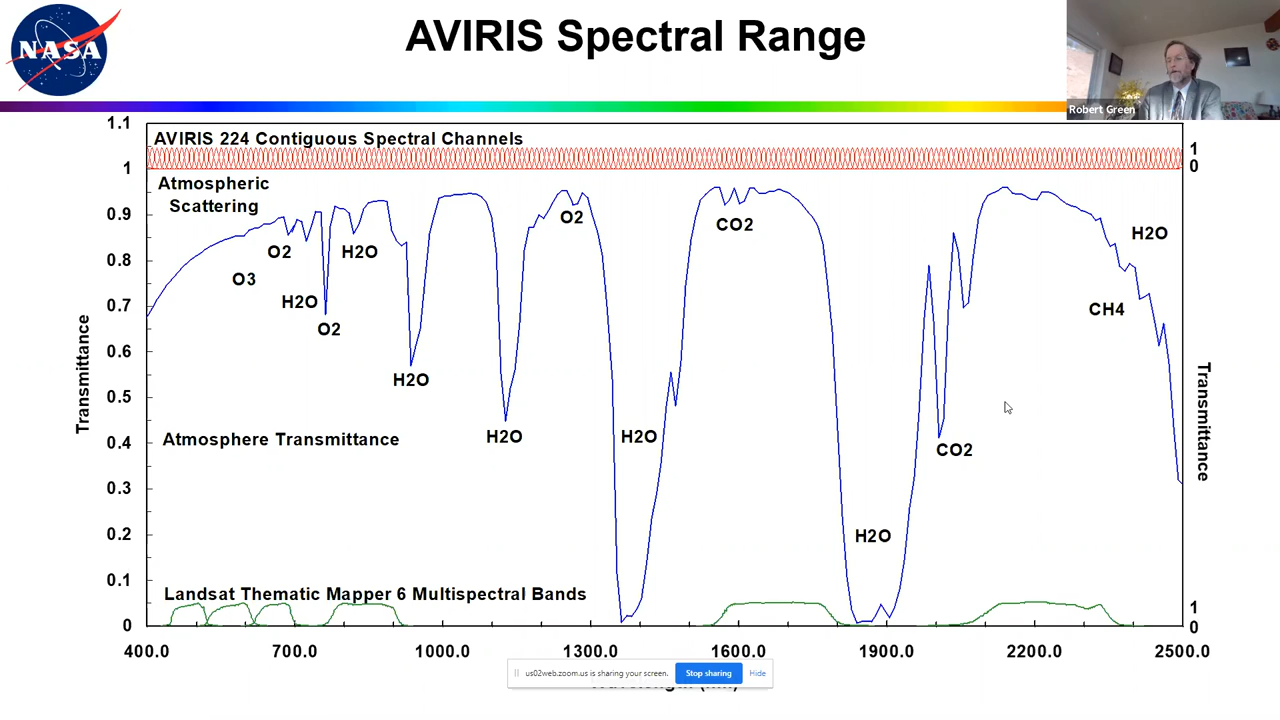 NASA
AVIRIS Spectral Range
Robert Green
1.1
1
0.9
0.8
0.7
0.6
0.5
0.4
0.3
0.2
0.1
0
Transmittance
AVIRIS 224 Contiguous Spectral Channels
Atmospheric
Scattering
O3
O2
H2O
O2
H2O
H2O
H2O
O2
H2O
CO2
H2O
CO2
H2O
CH4
Atmosphere Transmittance
Landsat Thematic Mapper 6 Multispectral Bands
1
0
Transmittance
1
0
400.0 700.0 1000.0 1300.0 1600.0 1900.0 2200.0 2500.0
us02web.zoom.us is sharing your screen. Stop sharing Hide